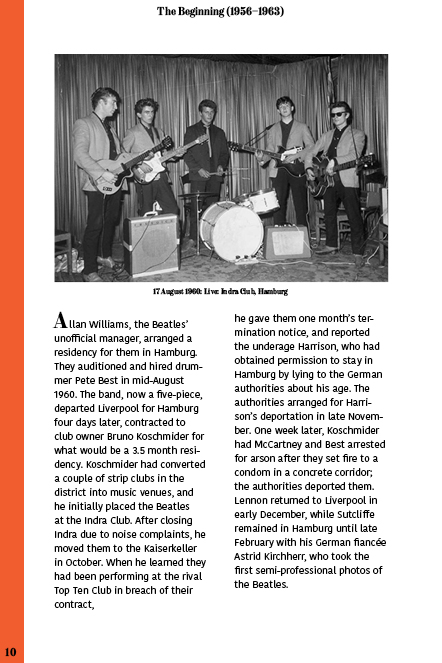 The Beginning (1956–1963)
17 August 1960: Live Indra Club, Hamburg
Allan Williams, the Beatles’
unofficial manager, arranged a
residency for them in Hamburg.
They auditioned and hired drum-
mer Pete Best in mid-August
1960. The band, now a five-piece,
departed Liverpool for Hamburg
four days later, contracted to
club owner Bruno Koschmider for
what would be a 3.5 month resi-
dency. Koschmider had converted
a couple of strip clubs in the
district into music venues, and
he initially placed the Beatles
at the Indra Club. After closing
Indra due to noise complaints, he
moved them to the Kaiserkeller
in October. When he learned they
had been performing at the rival
Top Ten Club in breach of their
contract,
he gave them one month’s ter-
mination notice, and reported
the underage Harrison, who had
obtained permission to stay in
Hamburg by lying to the German
authorities about his age. The
authorities arranged for Harri-
son’s deportation in late Novem-
ber. One week later, Koschmider
had McCartney and Best arrested
for arson after they set fire to a
condom in a concrete corridor;
the authorities deported them.
Lennon returned to Liverpool in
early December, while Sutcliffe
remained in Hamburg until late
February with his German fiancée
Astrid Kirchherr, who took the
first semi-professional photos of
the Beatles.
10